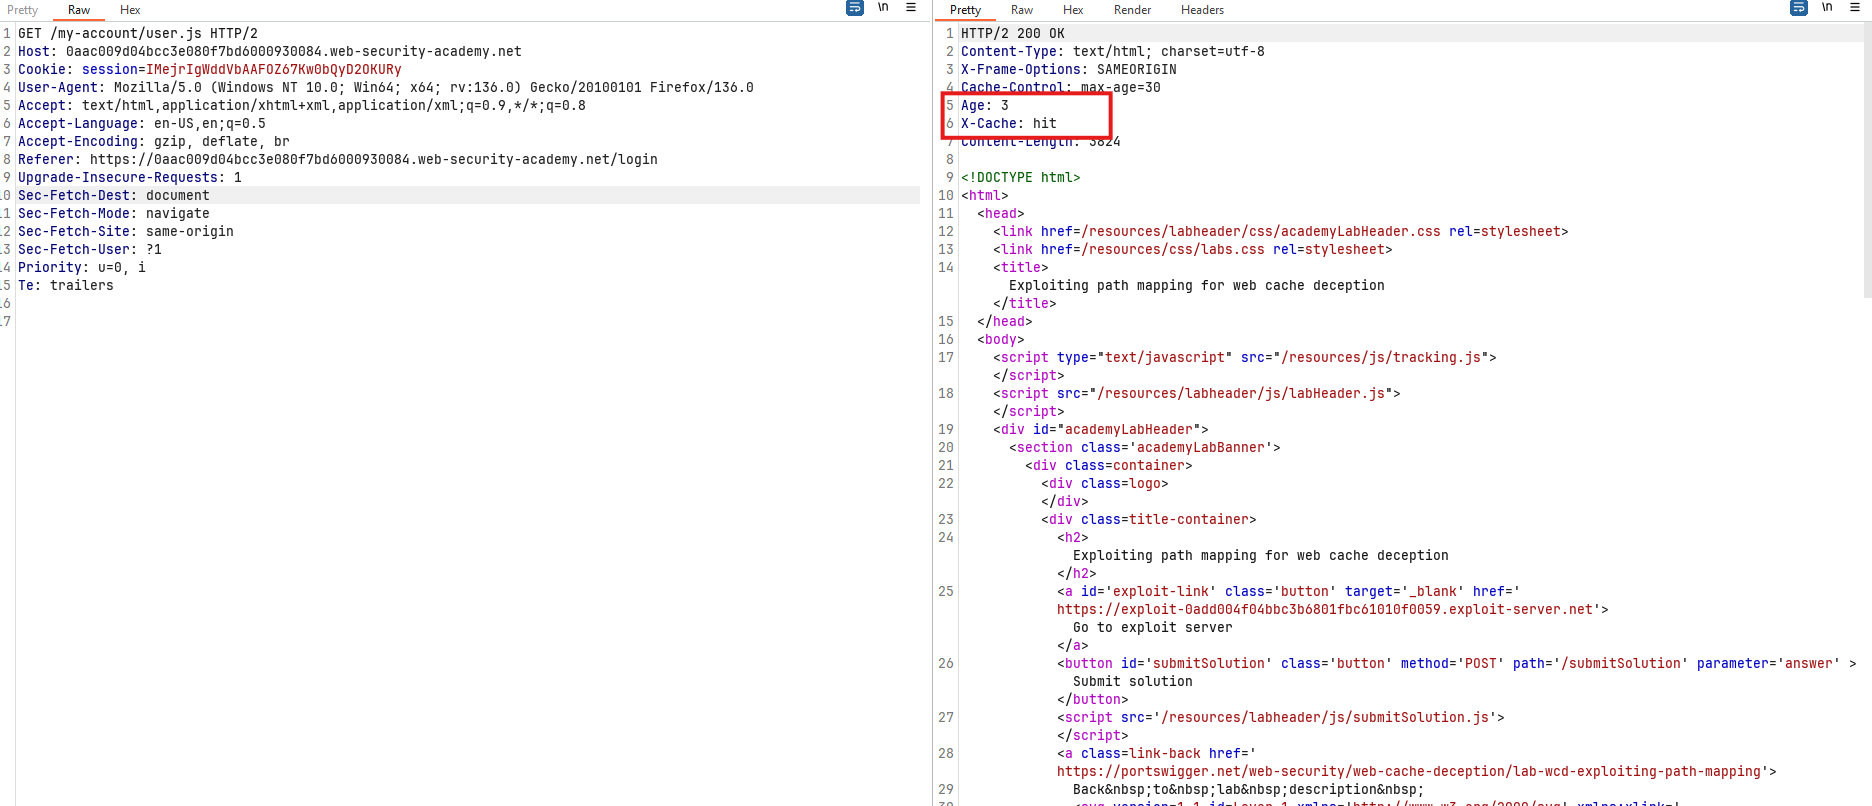 Pretty Raw Hex \n
1 GET /my-account/user.js HTTP/2
2 Host: 0aac009d04bcc3e080f7bd6000930084.web-security-academy.net
3 Cookie: session=IMejrIgWddVbAAFOZ67Kw0bQyD2OKURy
4 User-Agent: Mozilla/5.0 (Windows NT 10.0; Win64; x64; rv:136.0) Gecko/20100101 Firefox/136.0
5 Accept: text/html,application/xhtml+xml,application/xml;q=0.9,*/*;q=0.8
6 Accept-Language: en-US,en;q=0.5
7 Accept-Encoding: gzip, deflate, br
8 Referer: https://0aac009d04bcc3e080f7bd6000930084.web-security-academy.net/login
9 Upgrade-Insecure-Requests: 1
10 Sec-Fetch-Dest: document
11 Sec-Fetch-Mode: navigate
12 Sec-Fetch-Site: same-origin
13 Sec-Fetch-User: ?1
14 Priority: u=0, i
15 Te: trailers
16
17
Pretty Raw Hex Render Headers \n
1 HTTP/2 200 OK
2 Content-Type: text/html; charset=utf-8
3 X-Frame-Options: SAMEORIGIN
4 Cache-Control: max-age=30
5 Age: 3
6 X-Cache: hit
7 Content-Length: 3824
8
9 <!DOCTYPE html>
10 <html>
11 <head>
12 <link href=/resources/labheader/css/academyLabHeader.css rel=stylesheet>
13 <link href=/resources/css/labs.css rel=stylesheet>
14 <title>
Exploiting path mapping for web cache deception
</title>
15 </head>
16 <body>
17 <script type="text/javascript" src="/resources/js/tracking.js">
</script>
18 <script src="/resources/labheader/js/labHeader.js">
</script>
19 <div id="academyLabHeader">
20 <section class='academyLabBanner'>
21 <div class=container>
22 <div class=logo>
</div>
23 <div class=title-container>
24 <h2>
Exploiting path mapping for web cache deception
</h2>
25 <a id='exploit-link' class='button' target='_blank' href='
https://exploit-0add004f04bbc3b6801fbc61010f0059.exploit-server.net'>
Go to exploit server
</a>
26 <button id='submitSolution' class='button' method='POST' path='/submitSolution' parameter='answer' >
Submit solution
</button>
27 <script src='/resources/labheader/js/submitSolution.js'>
</script>
28 <a class=link-back href='
https://portswigger.net/web-security/web-cache-deception/lab-wcd-exploiting-path-mapping'>
29 Back&nbsp;to&nbsp;lab&nbsp;description&nbsp;